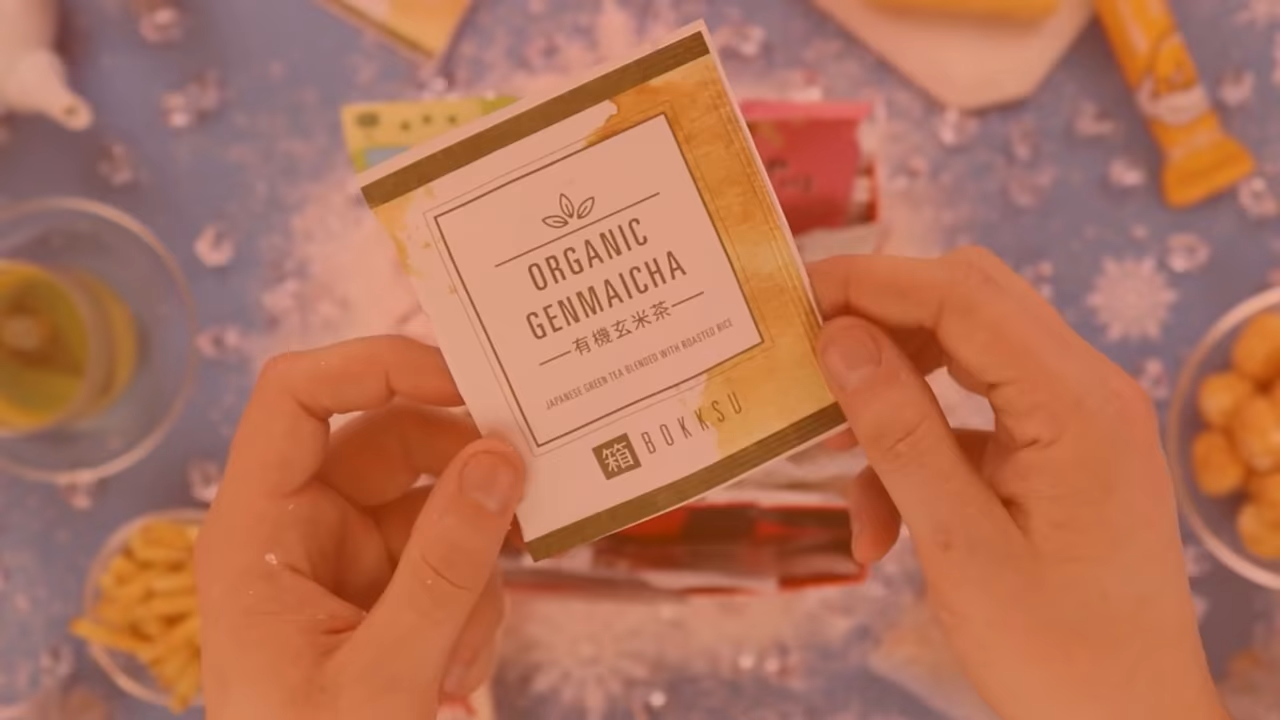 ORGANIC
GENMAICHA
有機玄米茶
JAPANESE GREEN TEA BLENDED WITH ROASTED RICE
箱 BOKKSU